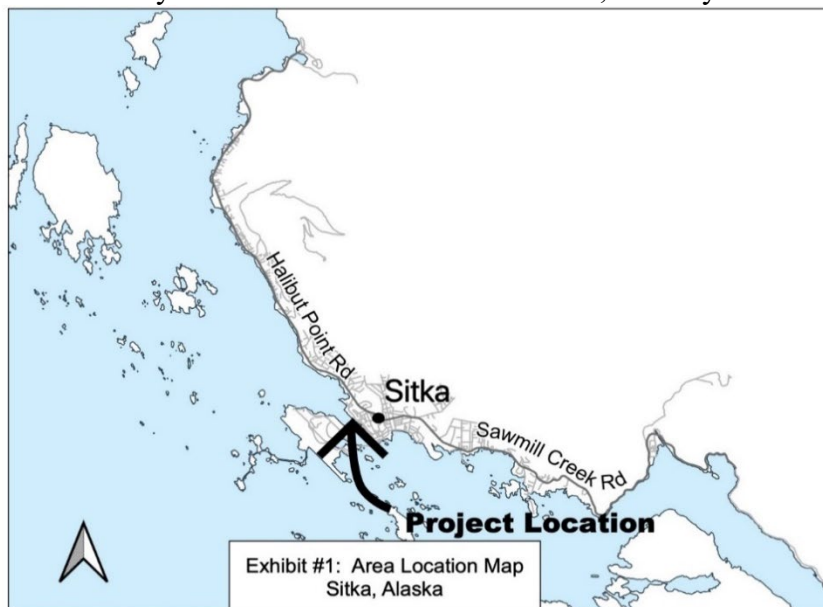 Halibut Point Rd
Sitka
Sawmill Creek Rd
Project Location
Exhibit #1: Area Location Map
Sitka, Alaska